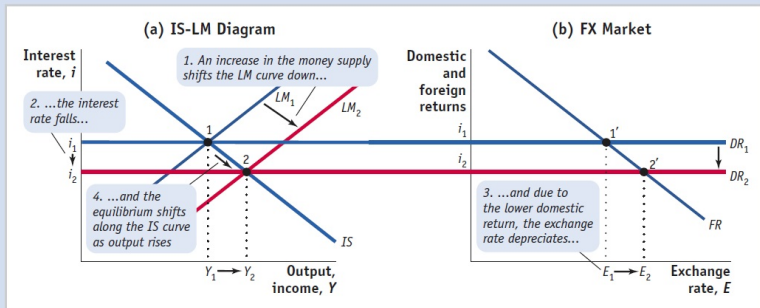 (a) IS-LM Diagram
Interest
rate, i
1. An increase in the money supply
shifts the LM curve down...
2. ...the interest
rate falls...
LM1
LM2
i1
i2
1
2
4. ...and the
equilibrium shifts
along the IS curve
as output rises
IS
Y1 Y2
Output,
income, Y
(b) FX Market
Domestic
and
foreign
returns
i1
i2
1′
2′
DR1
DR2
3. ...and due to
the lower domestic
return, the exchange
rate depreciates...
FR
E1 E2
Exchange
rate, E